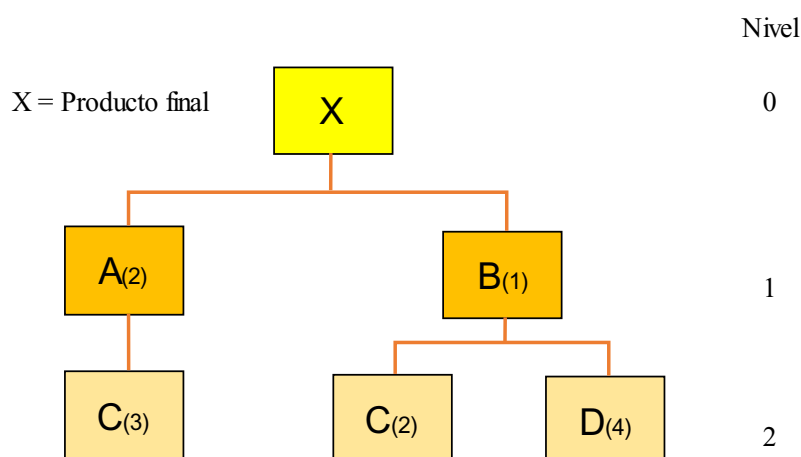 Nivel
X = Producto final
X
0
A(2)
B(1)
1
C(3)
C(2)
D(4)
2